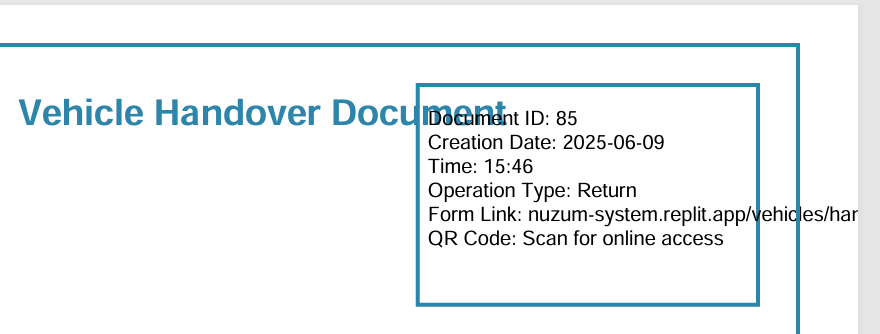 Vehicle Handover Document
Document ID: 85
Creation Date: 2025-06-09
Time: 15:46
Operation Type: Return
Form Link: nuzum-system.replit.app/vehicles/har
QR Code: Scan for online access